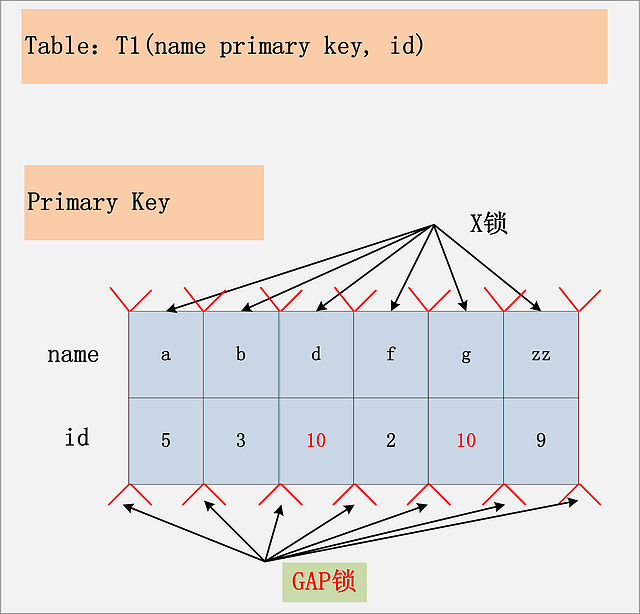 Table: T1(name primary key, id)
Primary Key
X锁
name a b d f g zz
id 5 3 10 2 10 9
GAP锁